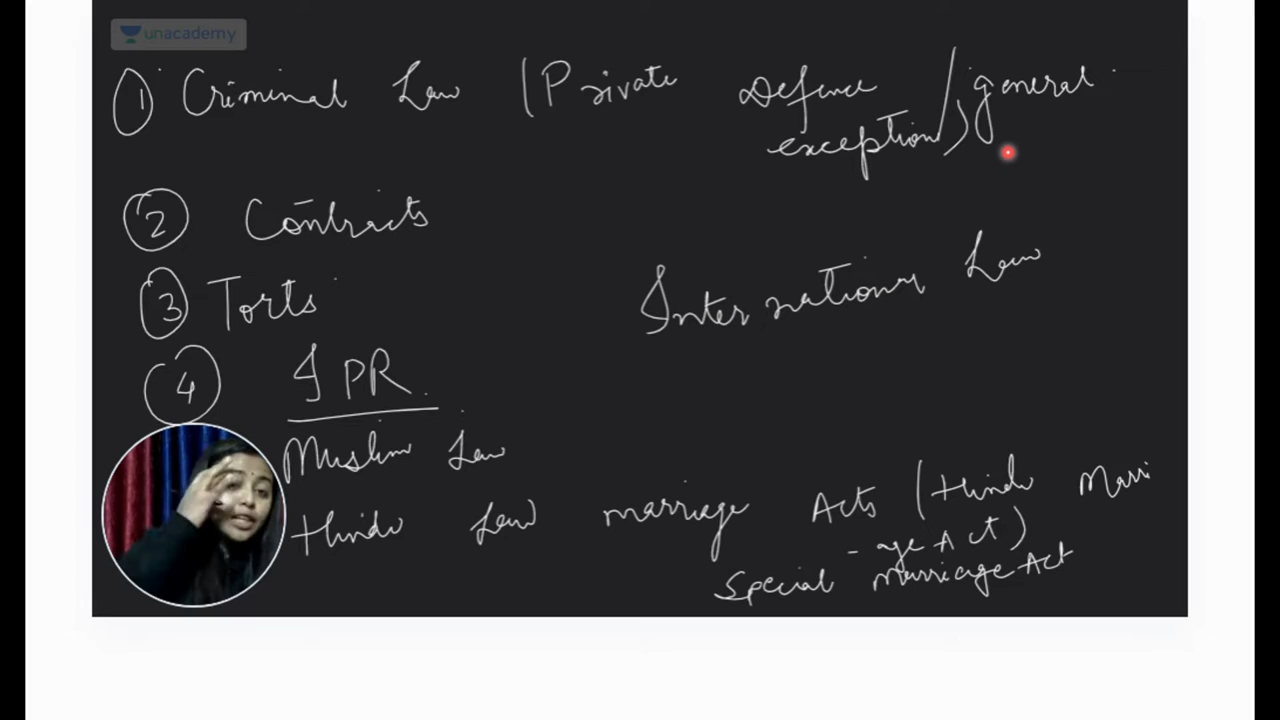 unacademy
① Criminal Law (Private Defence / general
exception)
② Contracts
③ Torts
International Law
④ IPR
Muslim Law
Hindu Law marriage Acts (Hindu Marri
- age Act)
Special Marriage Act